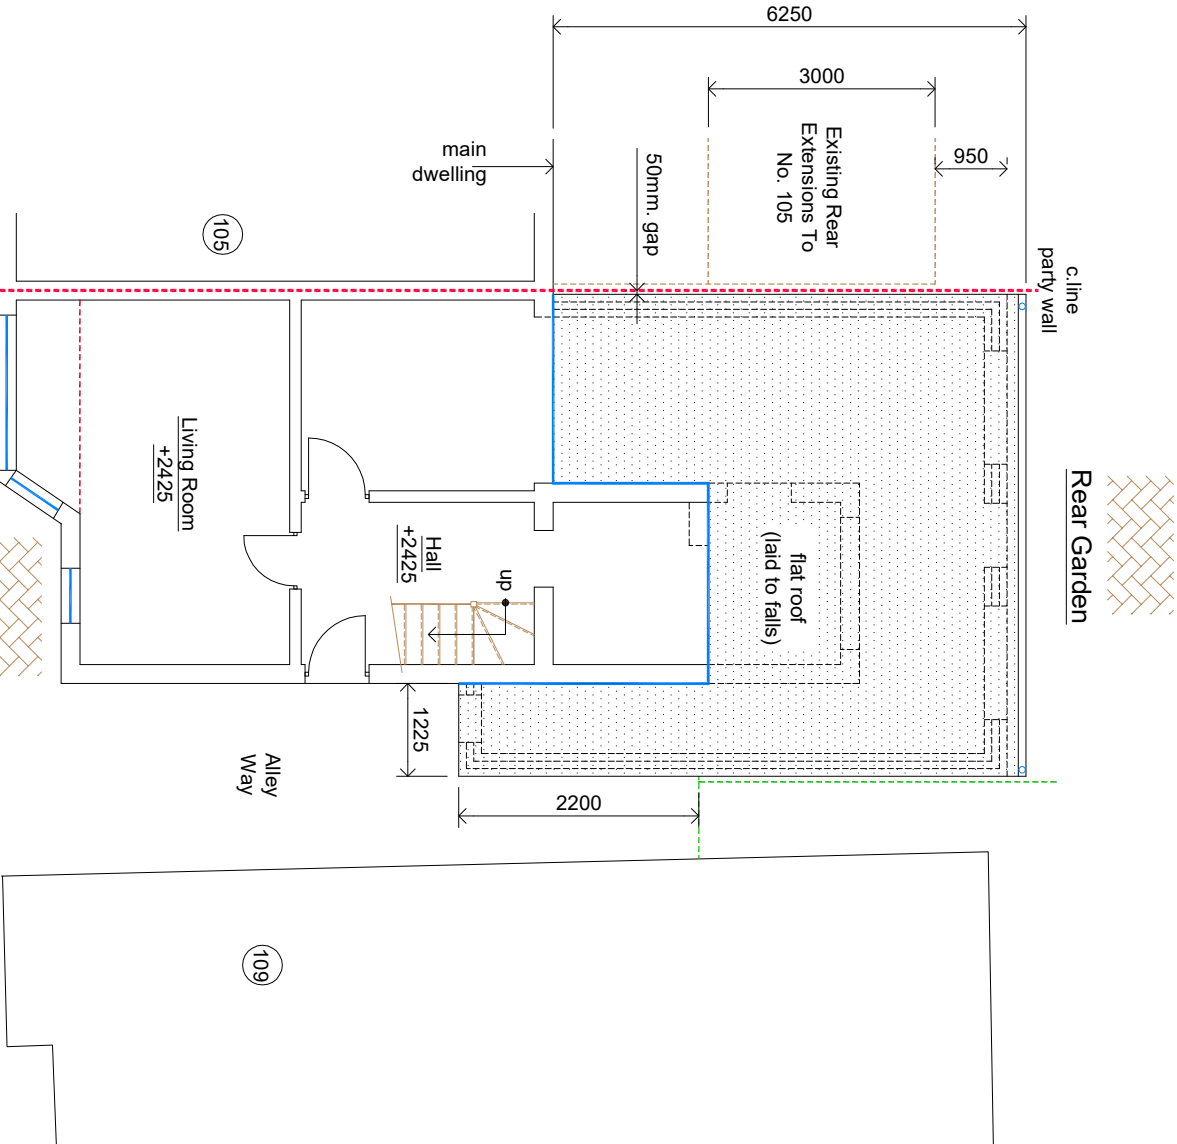 6250
3000
950
Existing Rear
Extensions To
No. 105
50mm. gap
main
dwelling
105
c.line
party wall
Rear Garden
Living Room
+2425
Hall
+2425
up
flat roof
(laid to falls)
1225
Alley
Way
2200
109